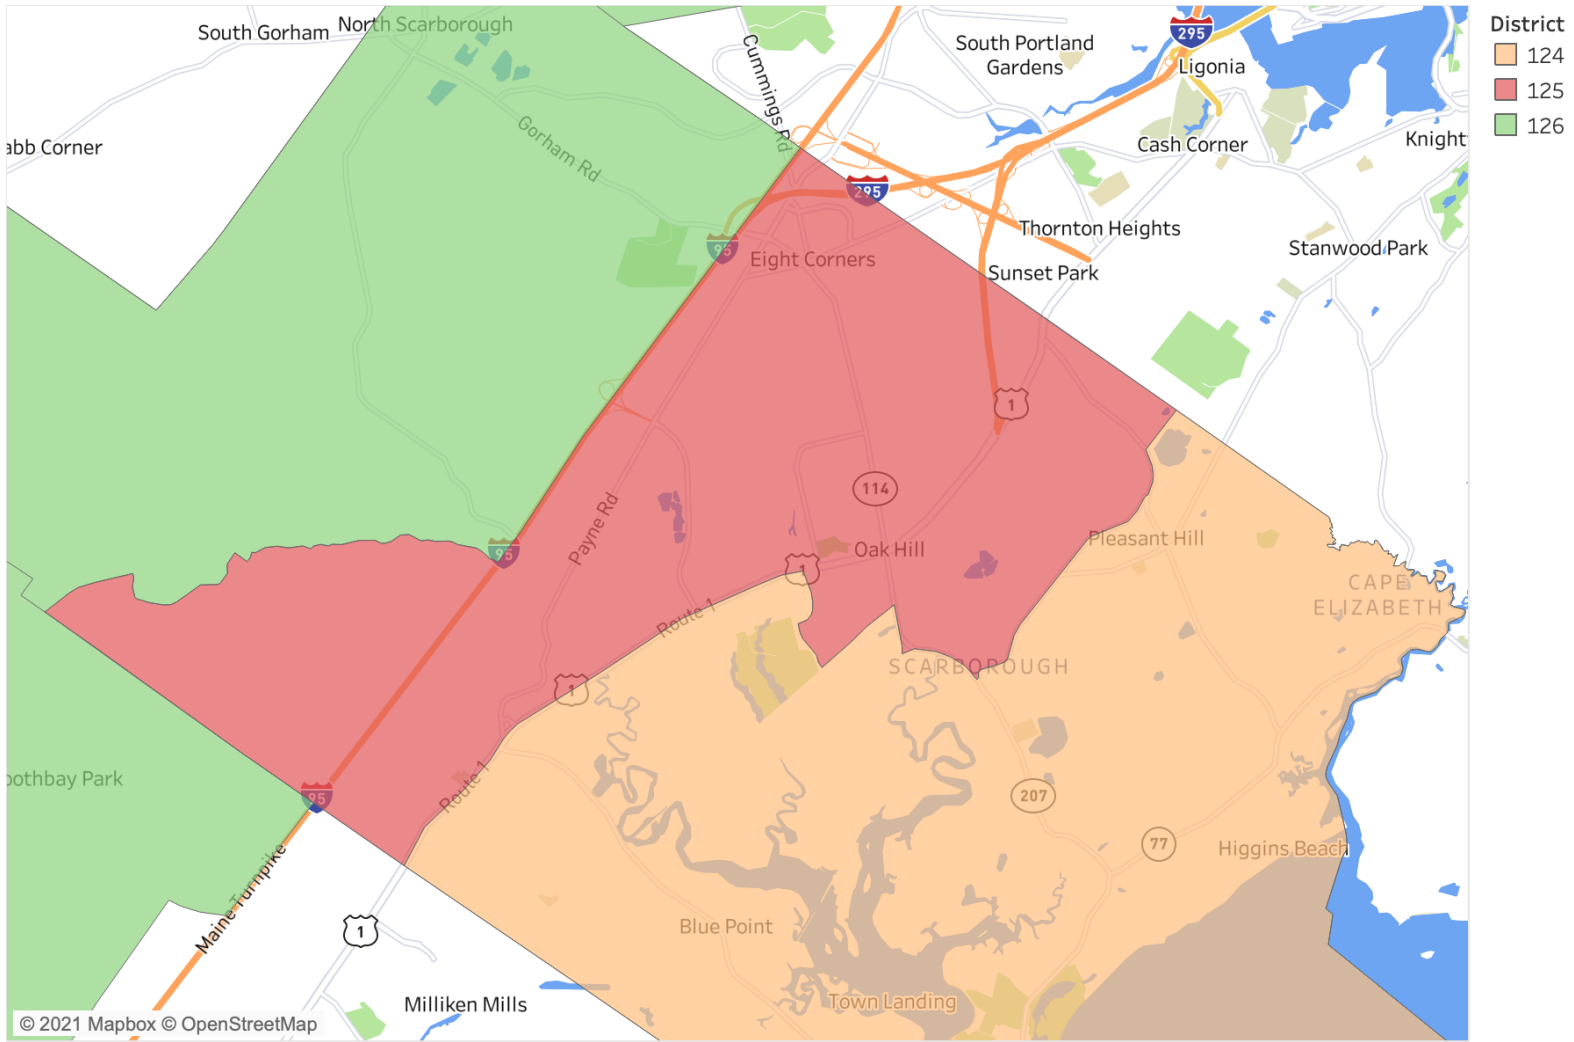 South Gorham
North Scarborough
Cummings Rd
South Portland
Gardens
295
Ligonia
District
124
125
126
abb Corner
Gorham Rd
Cash Corner
Knight
295
Thornton Heights
Stanwood Park
95
Eight Corners
Sunset Park
1
114
Payne Rd
Oak Hill
Pleasant Hill
95
1
CAPE
ELIZABETH
Route 1
SCARBOROUGH
1
oothbay Park
Route 1
95
207
77
Higgins Beach
Maine Turnpike
1
Blue Point
Milliken Mills
Town Landing
© 2021 Mapbox © OpenStreetMap